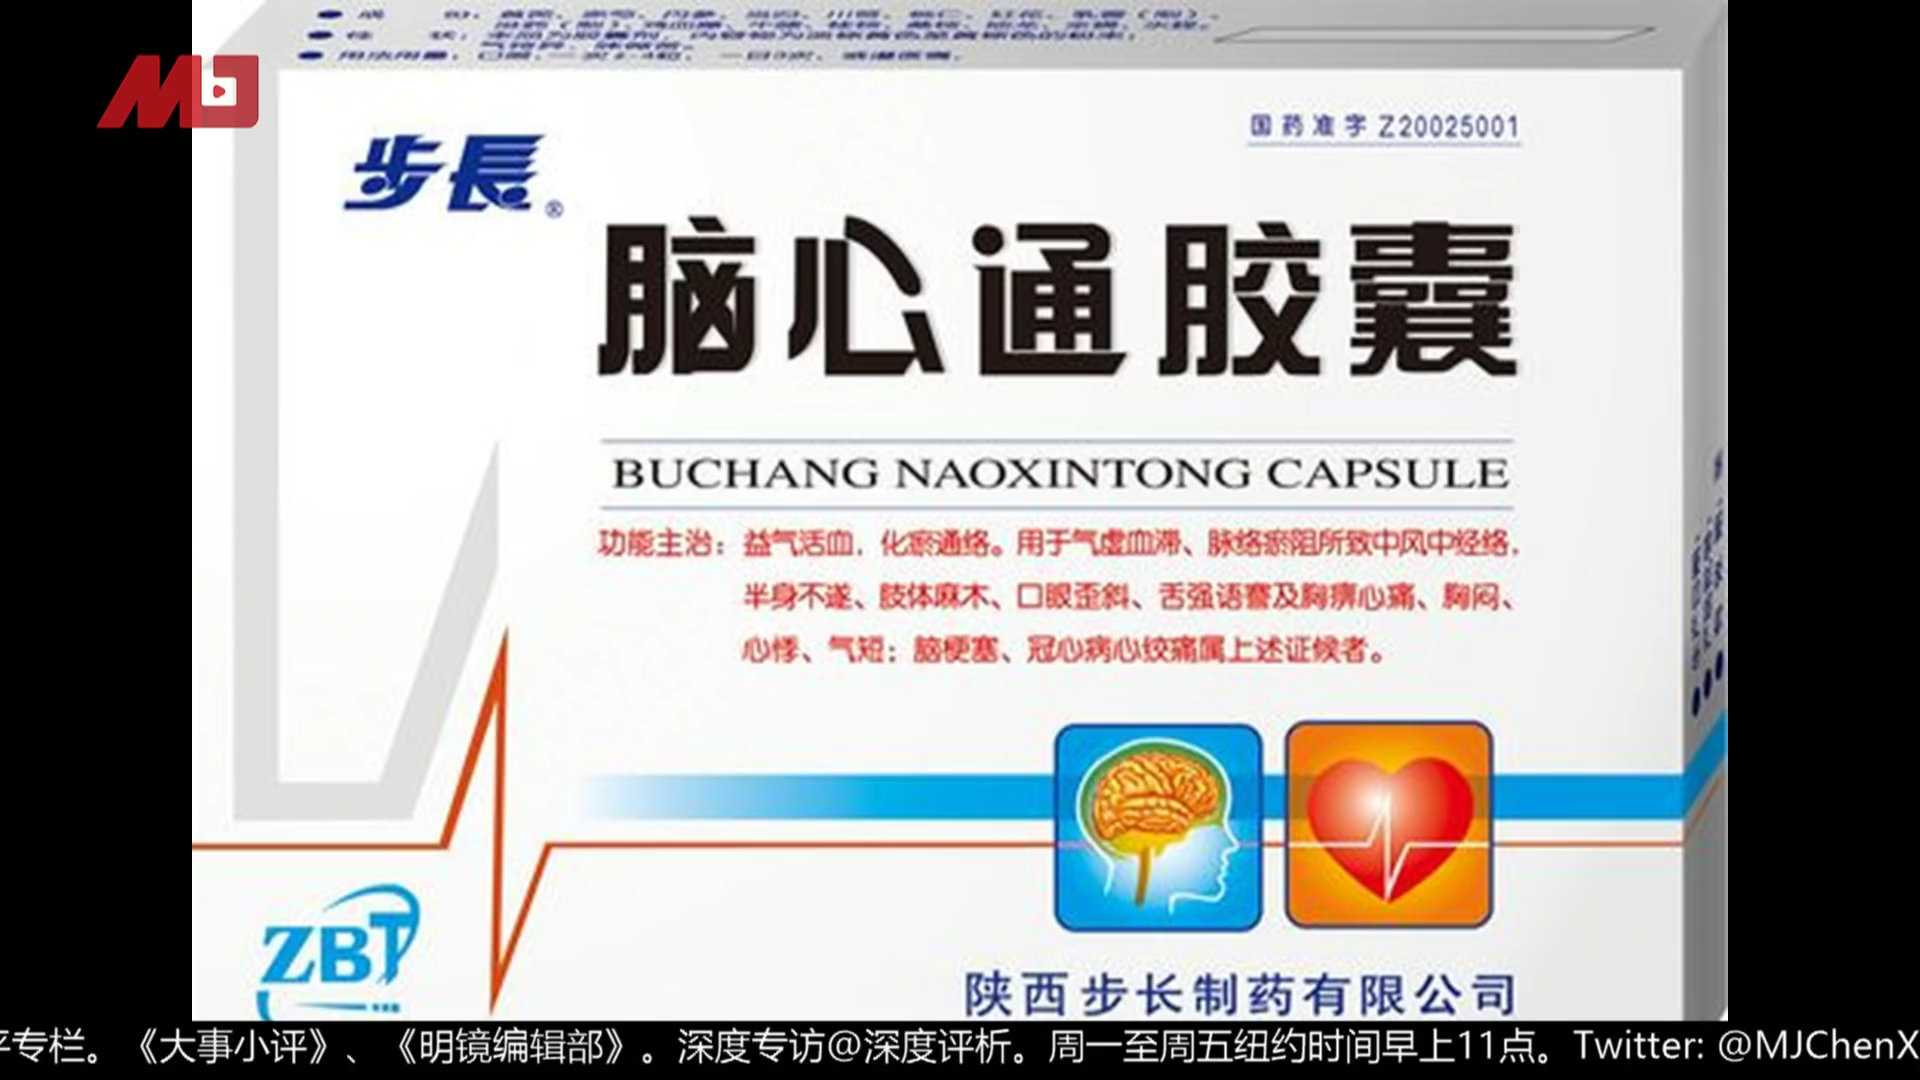 步長®
国药准字 Z20025001
脑心通胶囊
BUCHANG NAOXINTONG CAPSULE
功能主治：益气活血，化瘀通络。用于气虚血滞、脉络瘀阻所致中风中经络，
半身不遂、肢体麻木、口眼歪斜、舌强语謇及胸痹心痛、胸闷、
心悸、气短；脑梗塞、冠心病心绞痛属上述证候者。
ZBT
陕西步长制药有限公司
评专栏。《大事小评》、《明镜编辑部》。深度专访@深度评析。周一至周五纽约时间早上11点。Twitter: @MJChenX